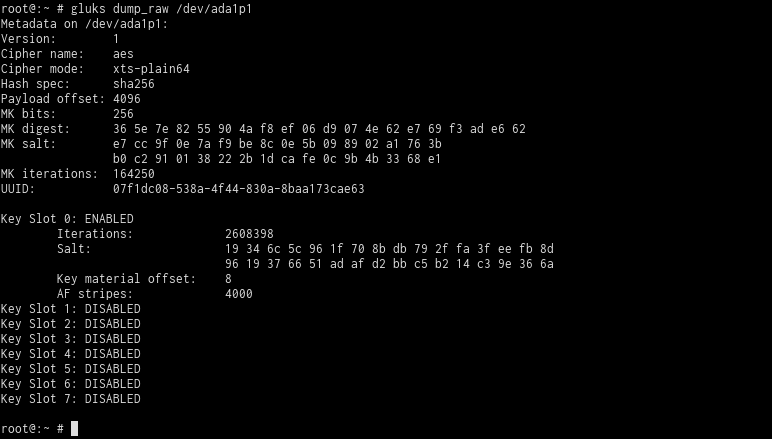 root@:~ # gluks dump_raw /dev/ada1p1
Metadata on /dev/ada1p1:
Version:        1
Cipher name:    aes
Cipher mode:    xts-plain64
Hash spec:      sha256
Payload offset: 4096
MK bits:        256
MK digest:      36 5e 7e 82 55 90 4a f8 ef 06 d9 07 4e 62 e7 69 f3 ad e6 62
MK salt:        e7 cc 9f 0e 7a f9 be 8c 0e 5b 09 89 02 a1 76 3b
                b0 c2 91 01 38 22 2b 1d ca fe 0c 9b 4b 33 68 e1
MK iterations:  164250
UUID:           07f1dc08-538a-4f44-830a-8baa173cae63
Key Slot 0: ENABLED
        Iterations:             2608398
        Salt:                   19 34 6c 5c 96 1f 70 8b db 79 2f fa 3f ee fb 8d
                                96 19 37 66 51 ad af d2 bb c5 b2 14 c3 9e 36 6a
        Key material offset:    8
        AF stripes:             4000
Key Slot 1: DISABLED
Key Slot 2: DISABLED
Key Slot 3: DISABLED
Key Slot 4: DISABLED
Key Slot 5: DISABLED
Key Slot 6: DISABLED
Key Slot 7: DISABLED
root@:~ #